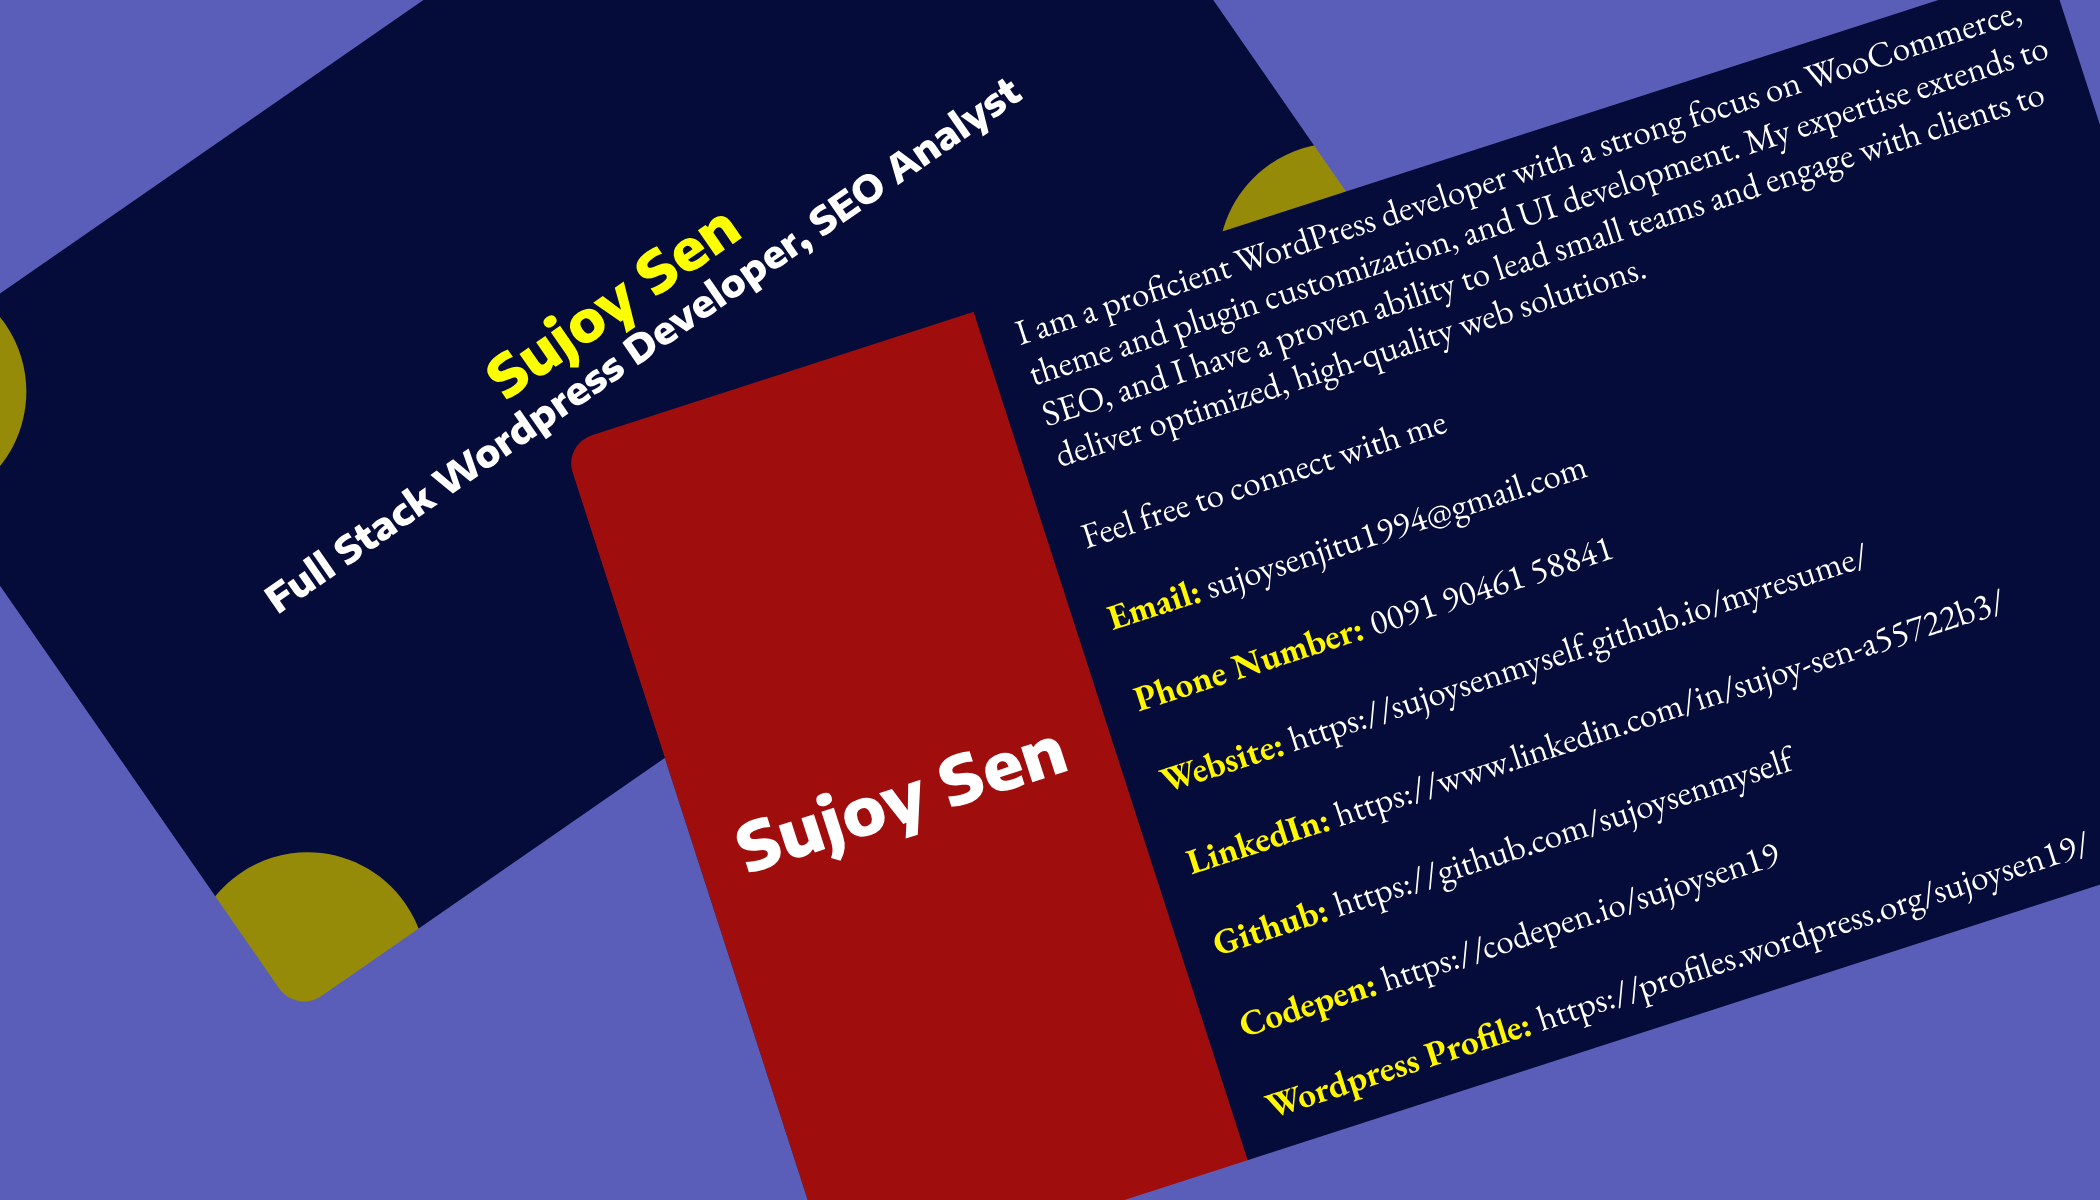 Sujoy Sen
Full Stack Wordpress Developer, SEO Analyst
Sujoy Sen
I am a proficient WordPress developer with a strong focus on WooCommerce,
theme and plugin customization, and UI development. My expertise extends to
SEO, and I have a proven ability to lead small teams and engage with clients to
deliver optimized, high-quality web solutions.
Feel free to connect with me
Email: sujoysenjitu1994@gmail.com
Phone Number: 0091 90461 58841
Website: https://sujoysenmyself.github.io/myresume/
LinkedIn: https://www.linkedin.com/in/sujoy-sen-a55722b3/
Github: https://github.com/sujoysenmyself
Codepen: https://codepen.io/sujoysen19
Wordpress Profile: https://profiles.wordpress.org/sujoysen19/